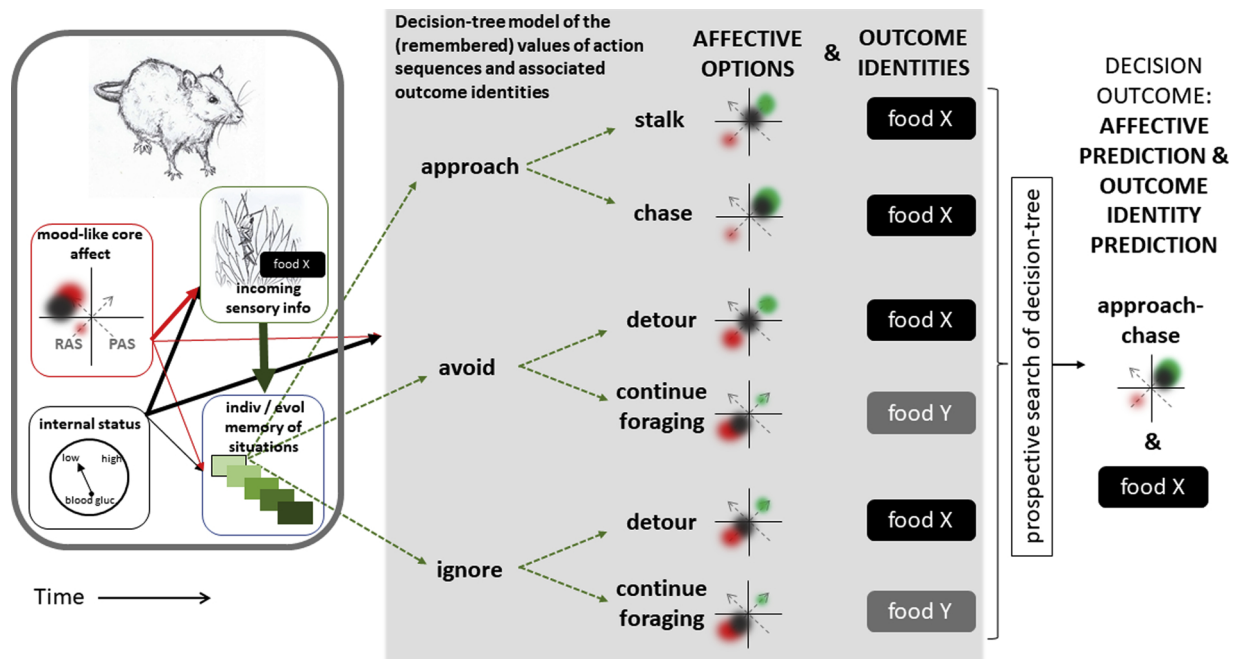 mood-like core
affect
RAS
PAS
food X
incoming
sensory info
internal status
low
high
blood gluc
indiv / evol
memory of
situations
Time
Decision-tree model of the
(remembered) values of action
sequences and associated
outcome identities
AFFECTIVE
OPTIONS
&
OUTCOME
IDENTITIES
approach
stalk
food X
chase
food X
avoid
detour
food X
continue
foraging
food Y
ignore
detour
food X
continue
foraging
food Y
prospective search of decision-tree
DECISION
OUTCOME:
AFFECTIVE
PREDICTION &
OUTCOME
IDENTITY
PREDICTION
approach-
chase
&
food X